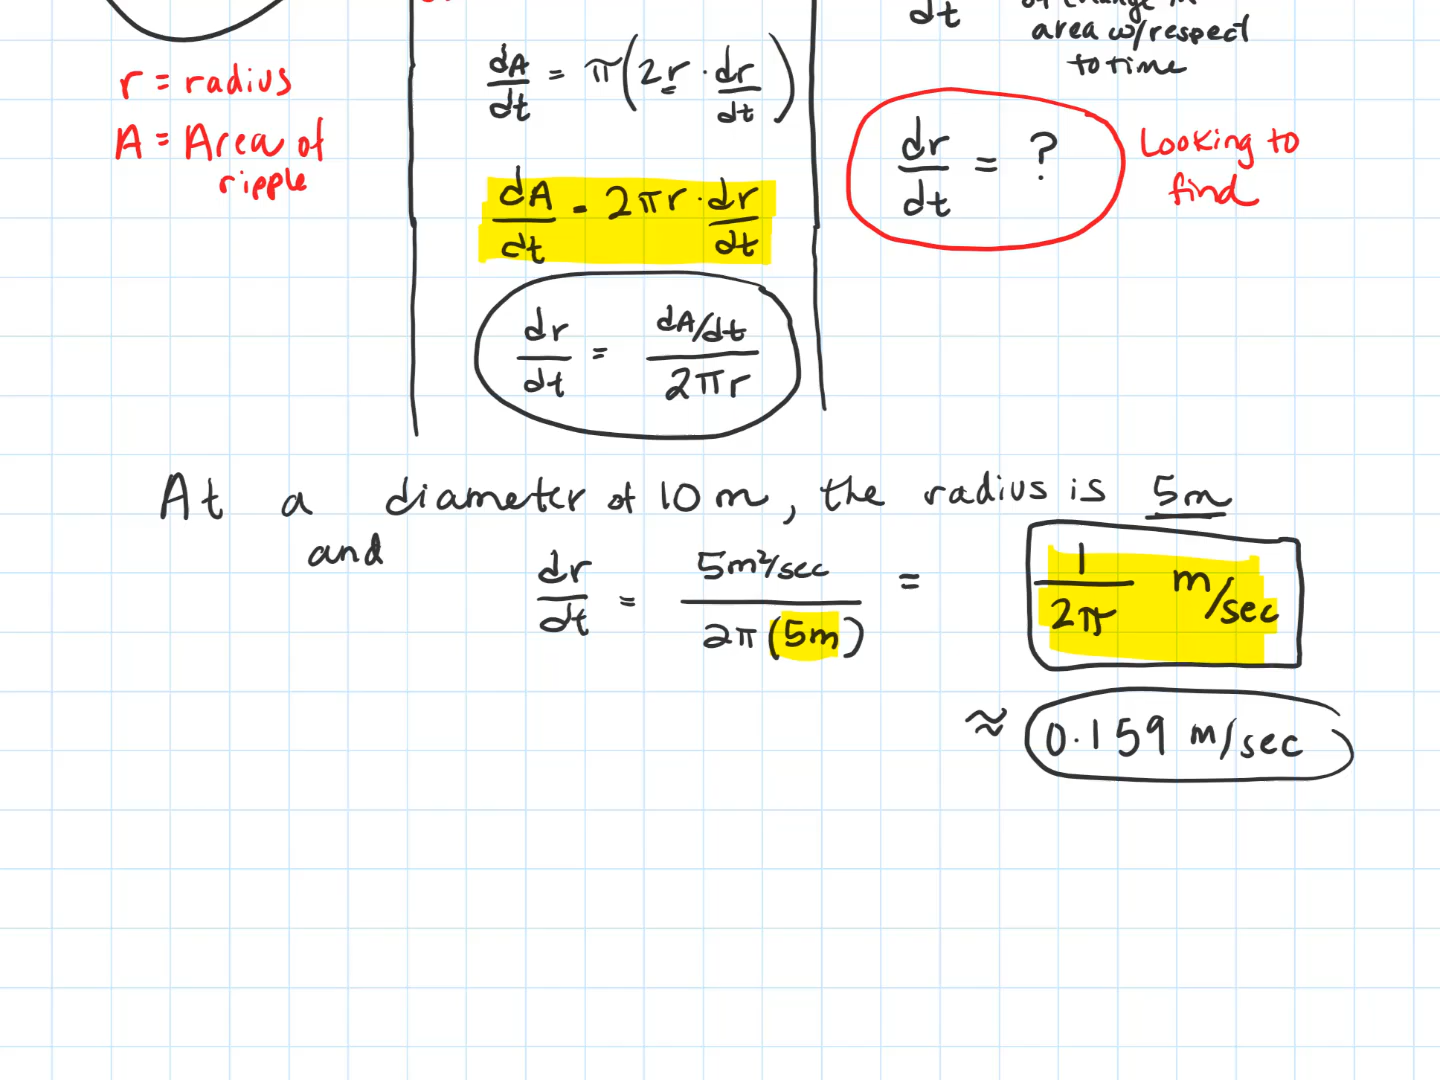 r = radius
A = Area of
ripple
dA/dt = π(2r · dr/dt)
dA/dt = 2πr · dr/dt
dr/dt = dA/dt / 2πr
dt
area w/respect
to time
dr/dt = ?
Looking to
find
At a diameter of 10 m, the radius is 5m
and
dr/dt = 5m²/sec / 2π(5m) = 1/2π m/sec
≈ 0.159 m/sec